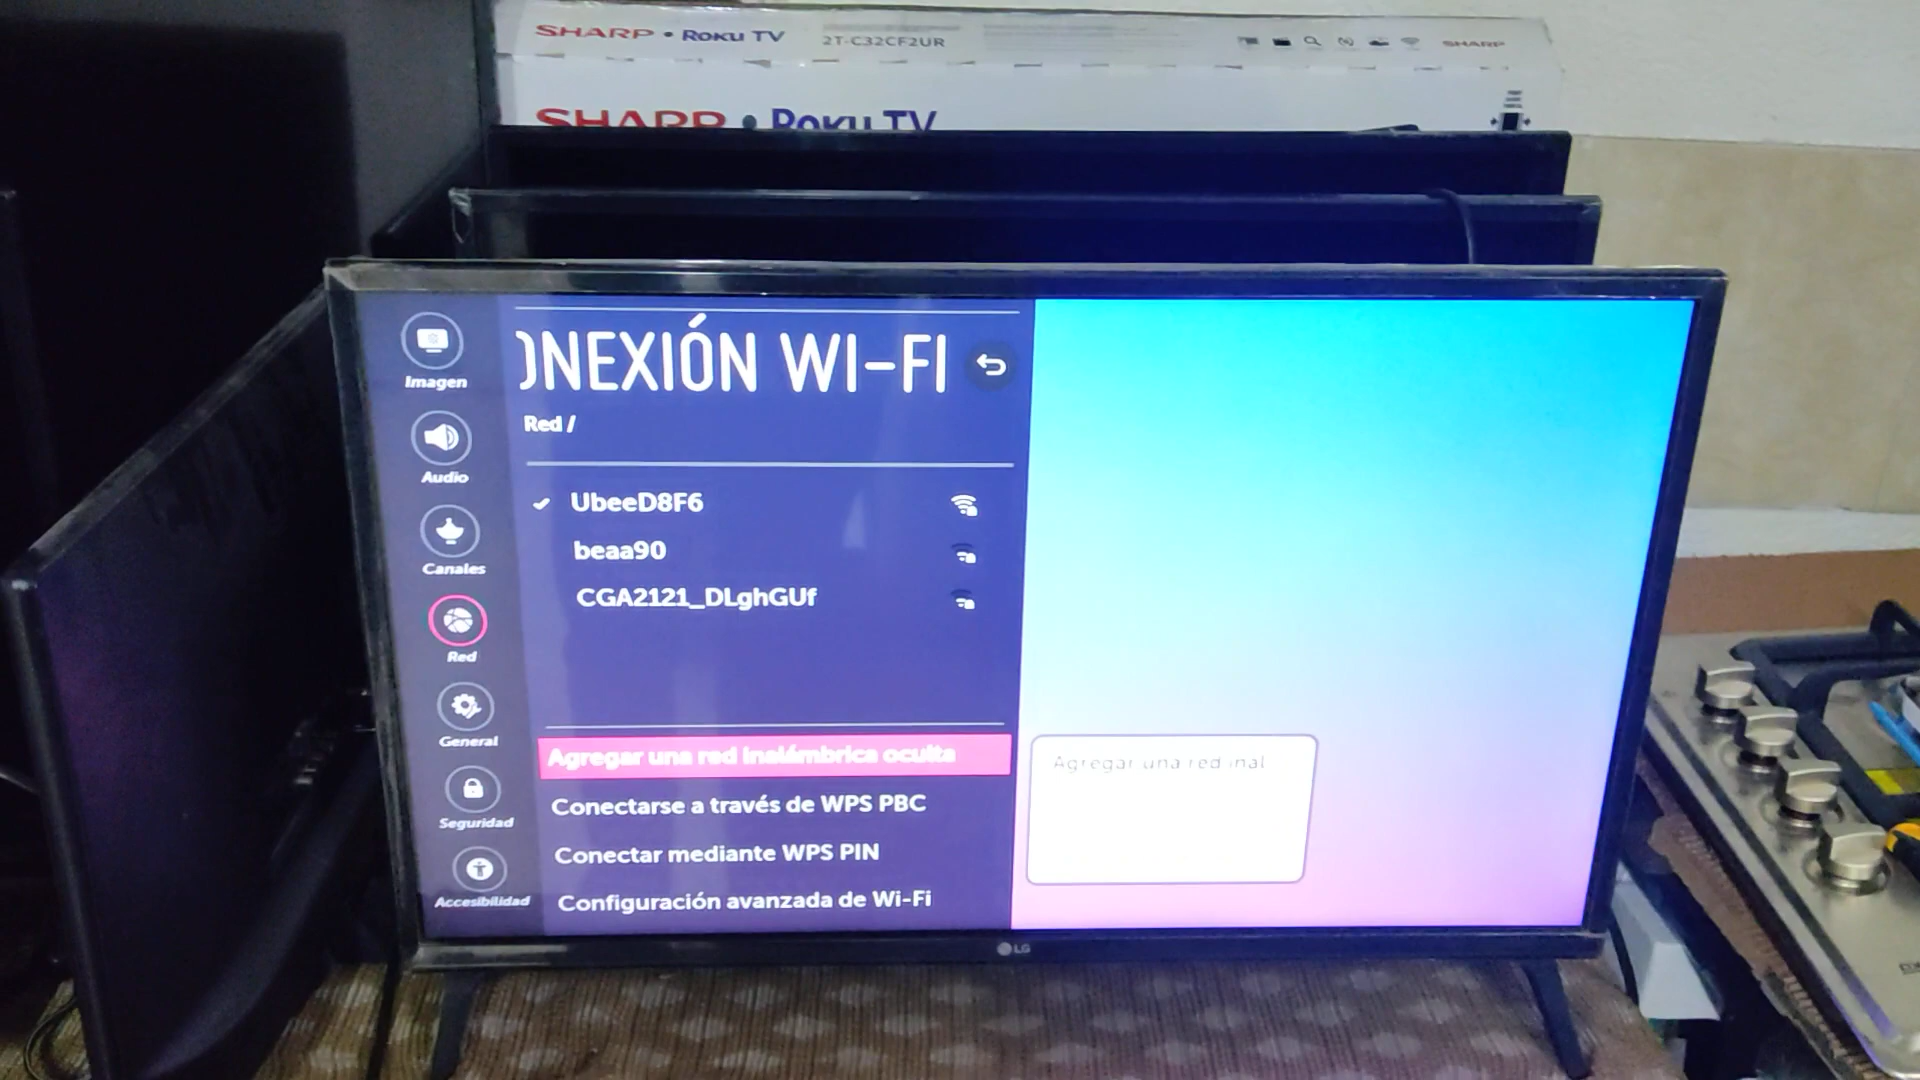 SHARP • Roku TV 2T-C32CF2UR SHARP
SHARP • Roku TV
ONEXIÓN WI-FI
Red /
UbeeD8F6
beaa90
CGA2121_DLghGUf
Agregar una red inalámbrica oculta
Conectarse a través de WPS PBC
Conectar mediante WPS PIN
Configuración avanzada de Wi-Fi
Imagen
Audio
Canales
Red
General
Seguridad
Accesibilidad
Agregar una red inal
LG